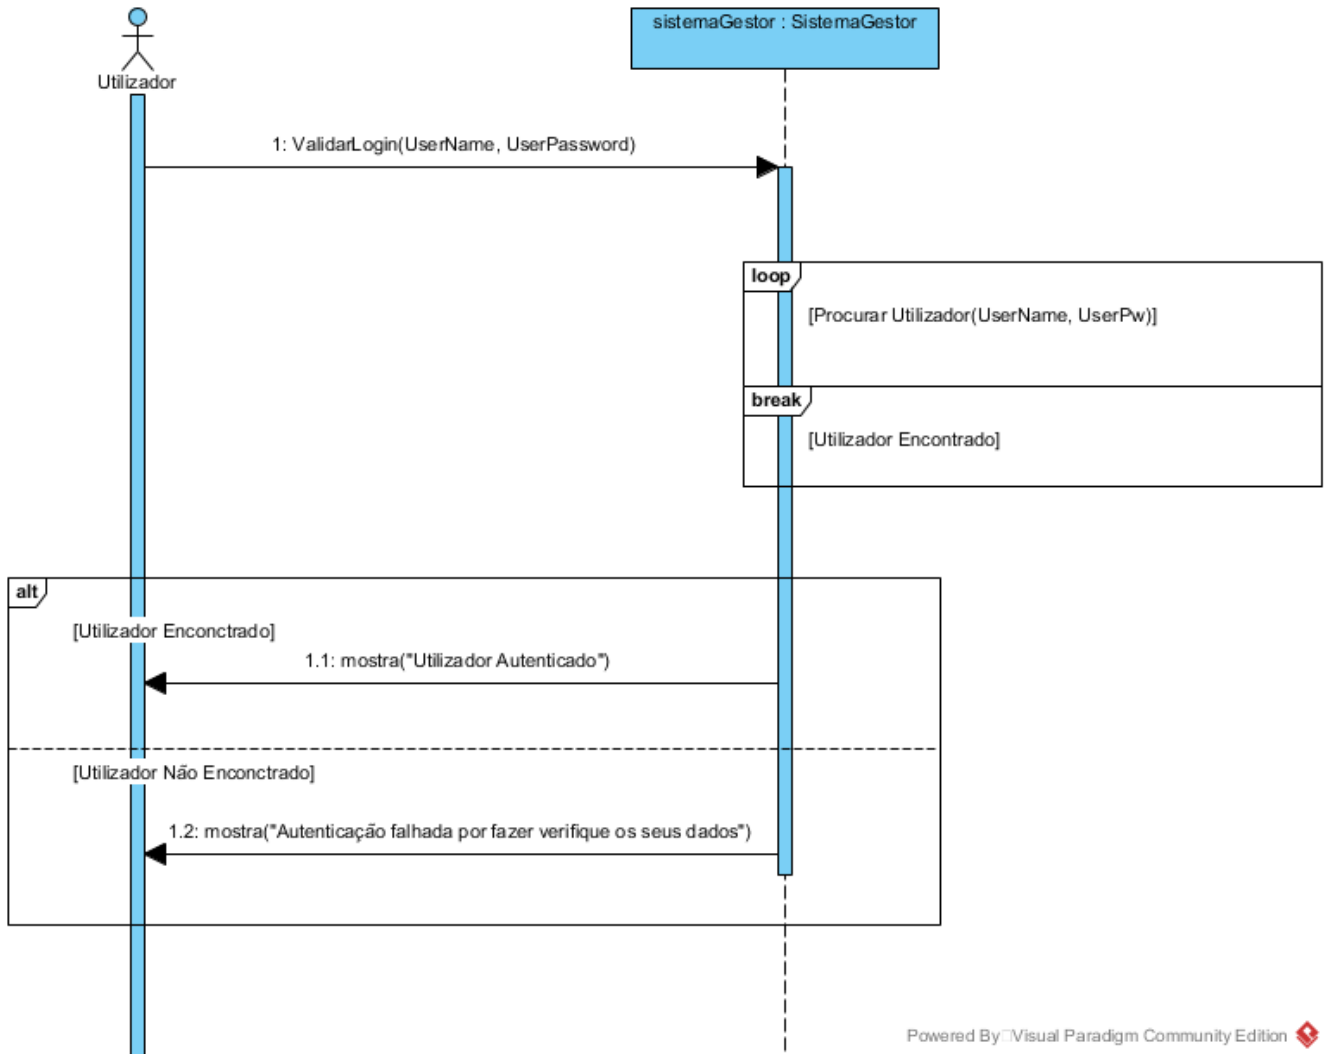 sistemaGestor : SistemaGestor
Utilizador
1: ValidarLogin(UserName, UserPassword)
loop
[Procurar Utilizador(UserName, UserPw)]
break
[Utilizador Encontrado]
alt
[Utilizador Enconctrado]
1.1: mostra("Utilizador Autenticado")
[Utilizador Não Enconctrado]
1.2: mostra("Autenticação falhada por fazer verifique os seus dados")
Powered By Visual Paradigm Community Edition